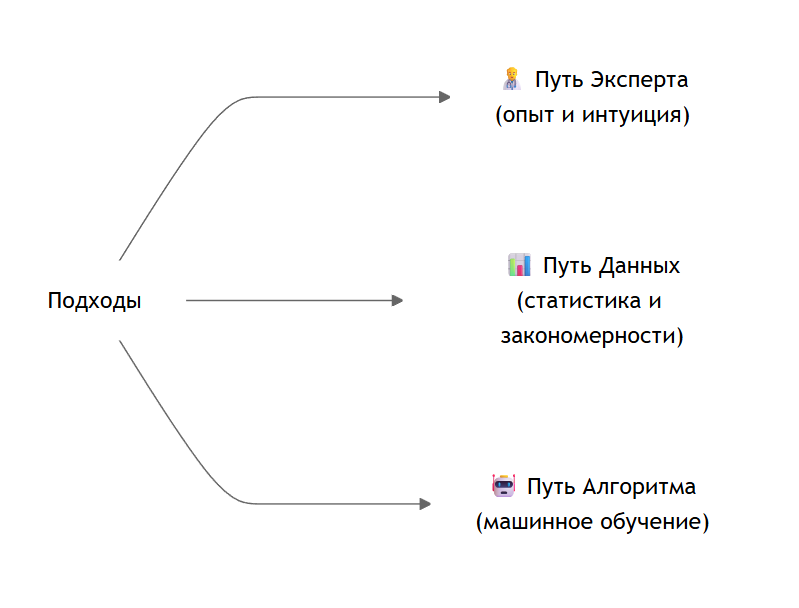 Путь Эксперта
(опыт и интуиция)
Путь Данных
(статистика и
закономерности)
Подходы
Путь Алгоритма
(машинное обучение)